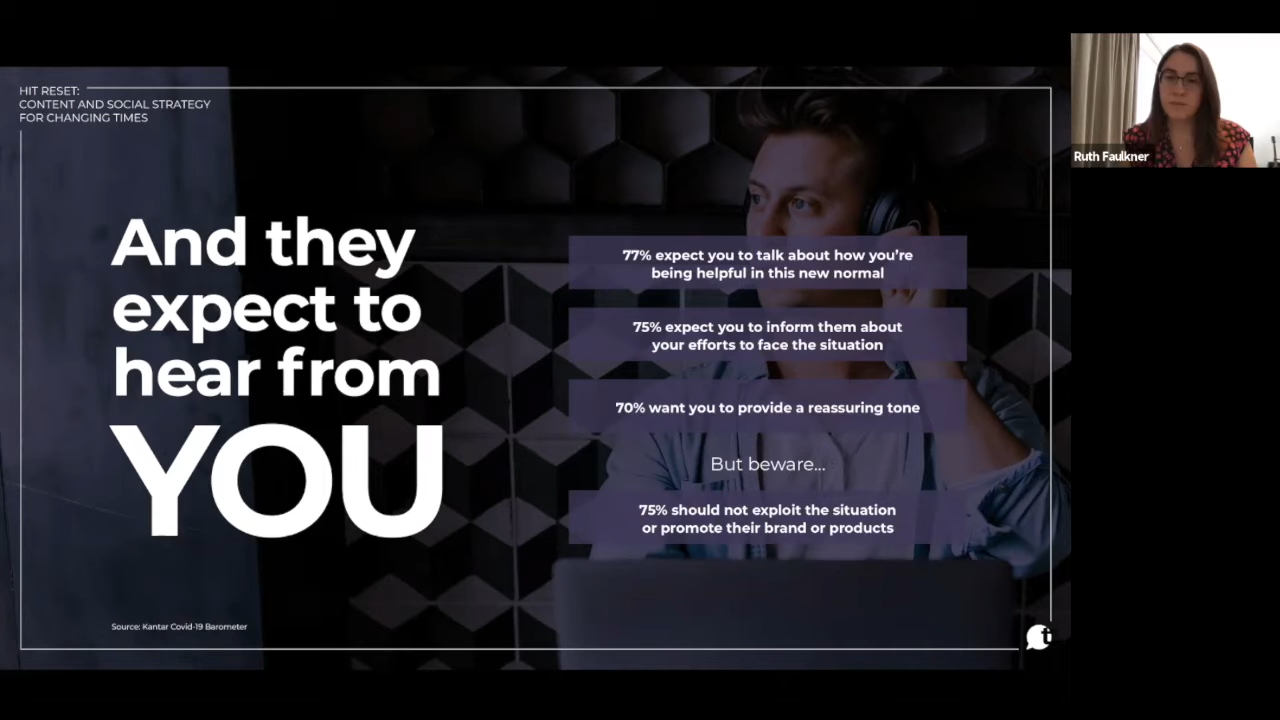 HIT RESET:
CONTENT AND SOCIAL STRATEGY
FOR CHANGING TIMES
And they
expect to
hear from
YOU
77% expect you to talk about how you're
being helpful in this new normal
75% expect you to inform them about
your efforts to face the situation
70% want you to provide a reassuring tone
But beware...
75% should not exploit the situation
or promote their brand or products
Source: Kantar Covid-19 Barometer
t
Ruth Faulkner